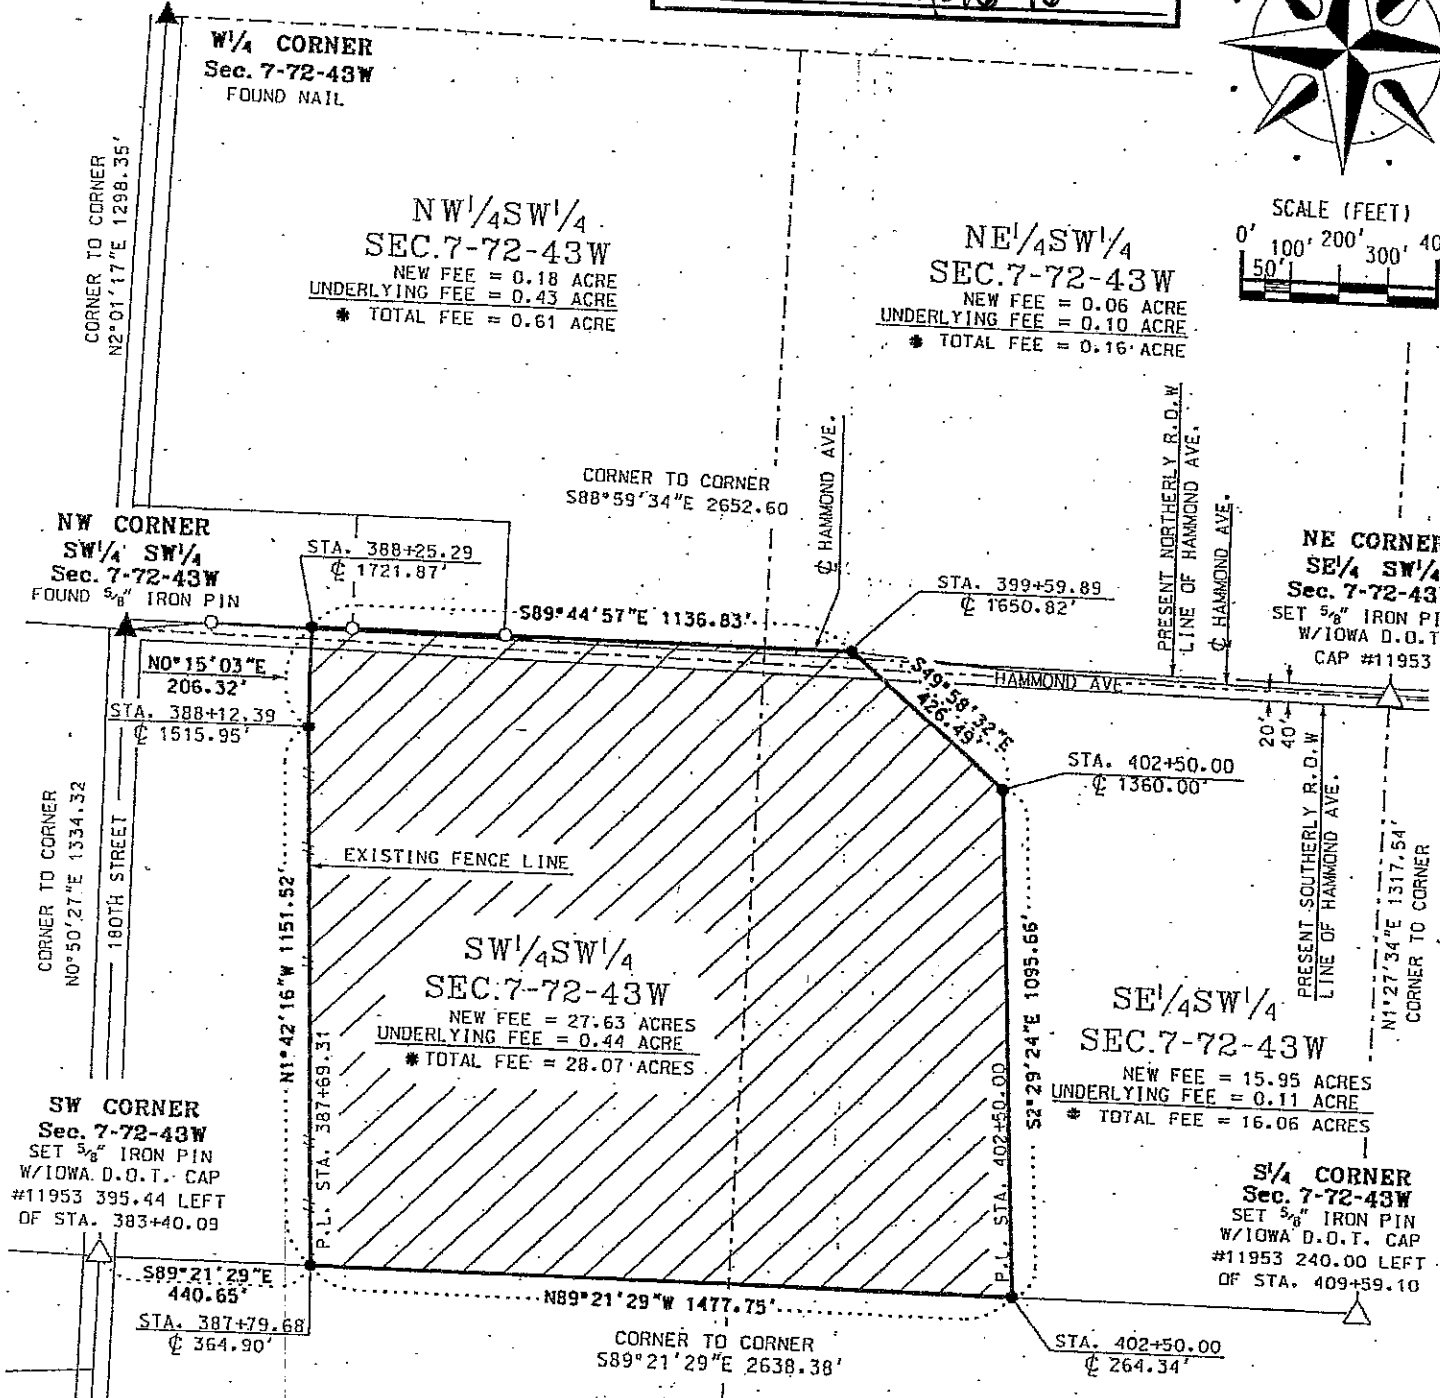 W¼ CORNER
Sec. 7-72-43W
FOUND NAIL
CORNER TO CORNER
N2°01'17"E 1298.35'
NW¼SW¼
SEC.7-72-43W
NEW FEE = 0.18 ACRE
UNDERLYING FEE = 0.43 ACRE
* TOTAL FEE = 0.61 ACRE
NE¼SW¼
SEC.7-72-43W
NEW FEE = 0.06 ACRE
UNDERLYING FEE = 0.10 ACRE
* TOTAL FEE = 0.16 ACRE
SCALE (FEET)
0' 50' 100' 200' 300' 40
CORNER TO CORNER
S88°59'34"E 2652.60
℄ HAMMOND AVE.
PRESENT NORTHERLY R.O.W
LINE OF HAMMOND AVE.
℄ HAMMOND AVE.
NW CORNER
SW¼ SW¼
Sec. 7-72-43W
FOUND 5/8" IRON PIN
STA. 388+25.29
℄ 1721.87'
S89°44'57"E 1136.83'
STA. 399+59.89
℄ 1650.82'
NE CORNER
SE¼ SW¼
Sec. 7-72-43
SET 5/8" IRON PI
W/IOWA D.O.T
CAP #11953
N0°15'03"E
206.32'
STA. 388+12.39
℄ 1515.95'
S49°58'32"E
426.49'
HAMMOND AVE
20'
40'
STA. 402+50.00
℄ 1360.00'
CORNER TO CORNER
N0°50'27"E 1334.32
180TH STREET
EXISTING FENCE LINE
N1°42'16"W 1151.52'
P.L. STA. 387+69.31
SW¼SW¼
SEC.7-72-43W
NEW FEE = 27.63 ACRES
UNDERLYING FEE = 0.44 ACRE
* TOTAL FEE = 28.07 ACRES
P.L. STA. 402+50.00
S2°29'24"E 1095.66'
PRESENT SOUTHERLY R.O.W
LINE OF HAMMOND AVE.
N1°27'34"E 1317.54'
CORNER TO CORNER
SE¼SW¼
SEC.7-72-43W
NEW FEE = 15.95 ACRES
UNDERLYING FEE = 0.11 ACRE
* TOTAL FEE = 16.06 ACRES
SW CORNER
Sec. 7-72-43W
SET 5/8" IRON PIN
W/IOWA D.O.T. CAP
#11953 395.44 LEFT
OF STA. 383+40.09
S¼ CORNER
Sec. 7-72-43W
SET 5/8" IRON PIN
W/IOWA D.O.T. CAP
#11953 240.00 LEFT
OF STA. 409+59.10
S89°21'29"E
440.65'
N89°21'29"W 1477.75'
STA. 387+79.68
℄ 364.90'
CORNER TO CORNER
S89°21'29"E 2638.38'
STA. 402+50.00
℄ 264.34'